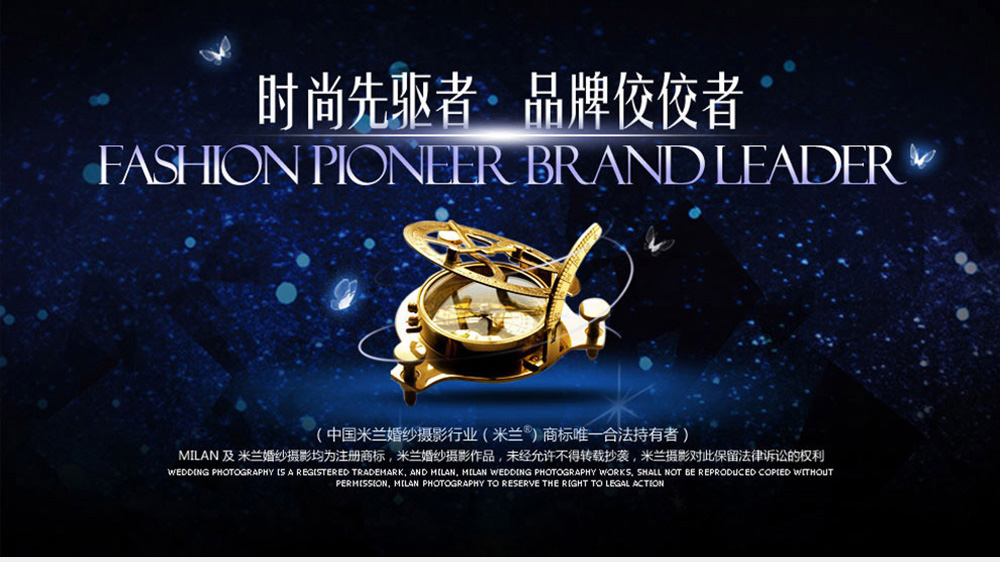 时尚先驱者 品牌佼佼者
FASHION PIONEER BRAND LEADER
(中国米兰婚纱摄影行业(米兰®)商标唯一合法持有者)
MILAN 及 米兰婚纱摄影均为注册商标,米兰婚纱摄影作品,未经允许不得转载抄袭,米兰摄影对此保留法律诉讼的权利
WEDDING PHOTOGRAPHY IS A REGISTERED TRADEMARK, AND MILAN, MILAN WEDDING PHOTOGRAPHY WORKS, SHALL NOT BE REPRODUCED COPIED WITHOUT
PERMISSION, MILAN PHOTOGRAPHY TO RESERVE THE RIGHT TO LEGAL ACTION